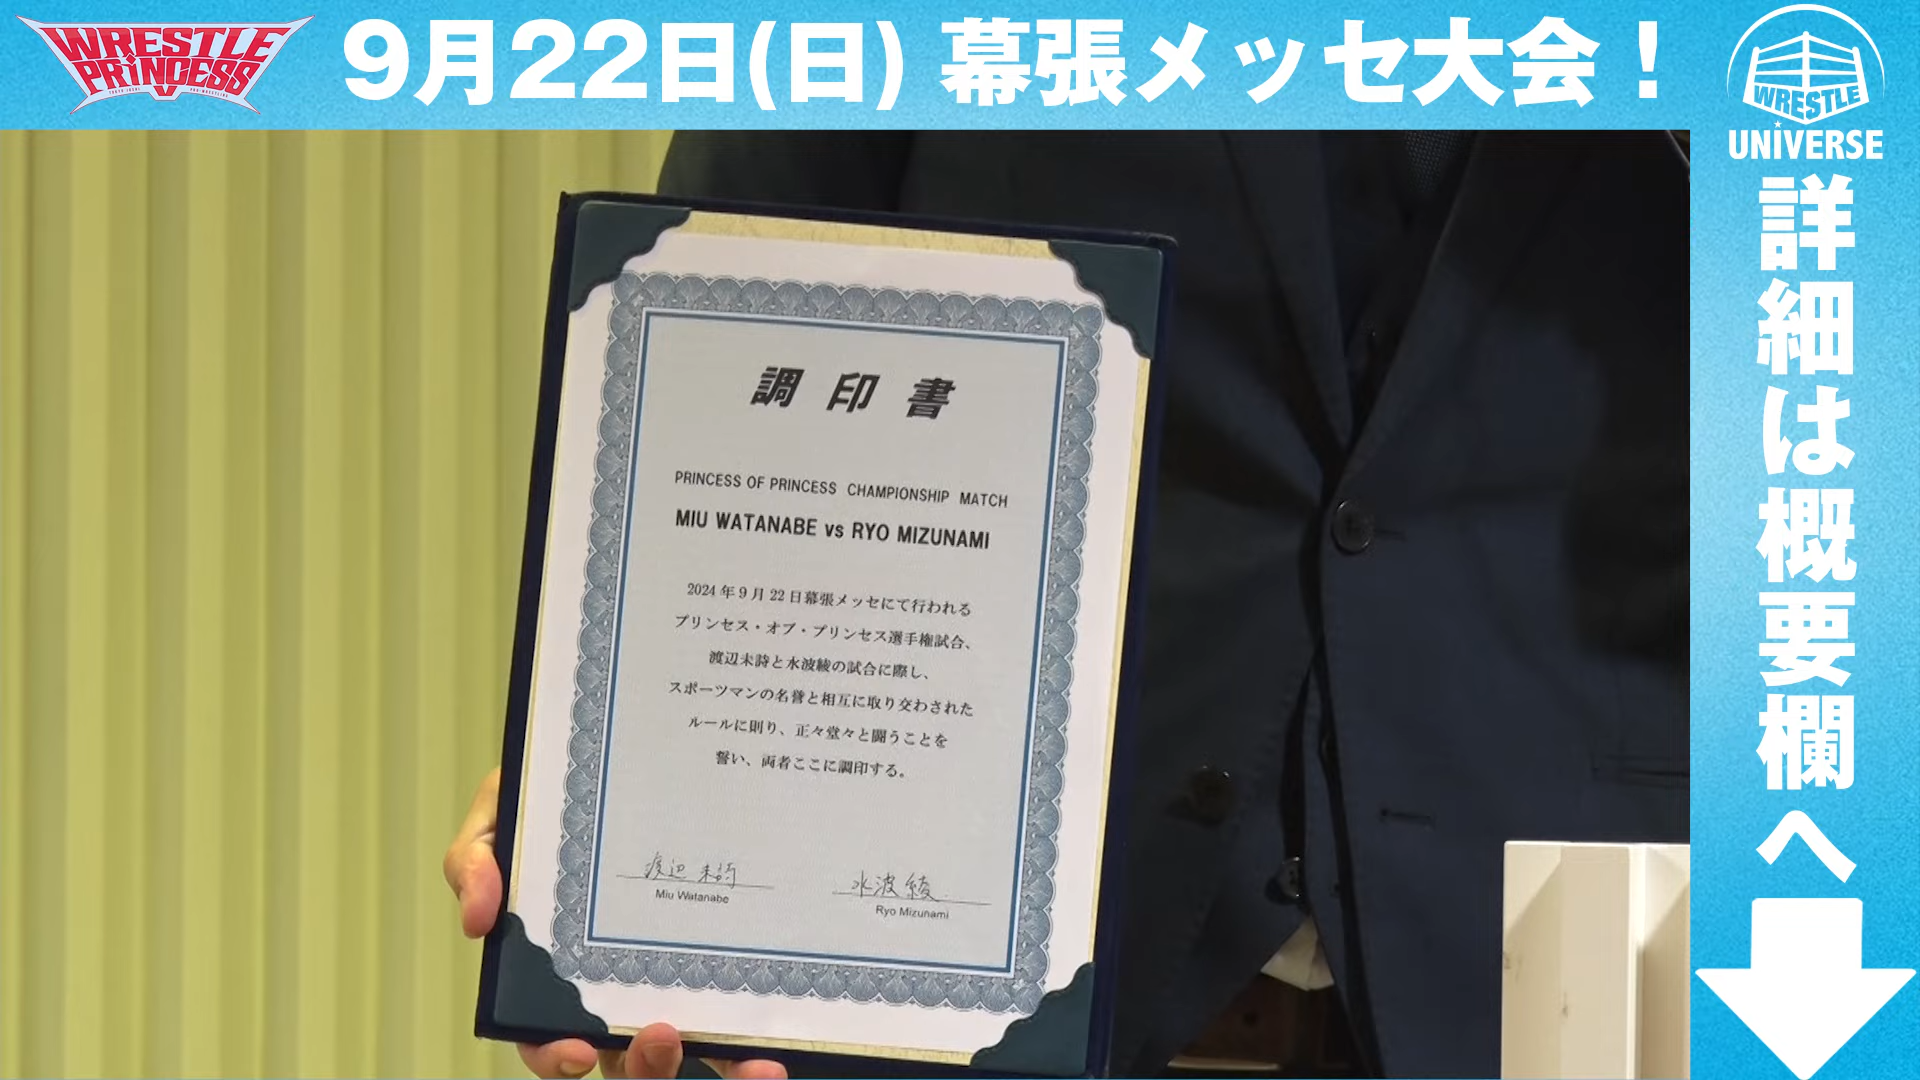 WRESTLE
PRINCESS
V
9月22日(日) 幕張メッセ大会！
WRESTLE
UNIVERSE
詳細は概要欄へ
調印書
PRINCESS OF PRINCESS CHAMPIONSHIP MATCH
MIU WATANABE vs RYO MIZUNAMI
2024年9月22日幕張メッセにて行われる
プリンセス・オブ・プリンセス選手権試合、
渡辺未詩と水波綾の試合に際し、
スポーツマンの名誉と相互に取り交わされた
ルールに則り、正々堂々と闘うことを
誓い、両者ここに調印する。
渡辺 未詩
Miu Watanabe
水波 綾
Ryo Mizunami